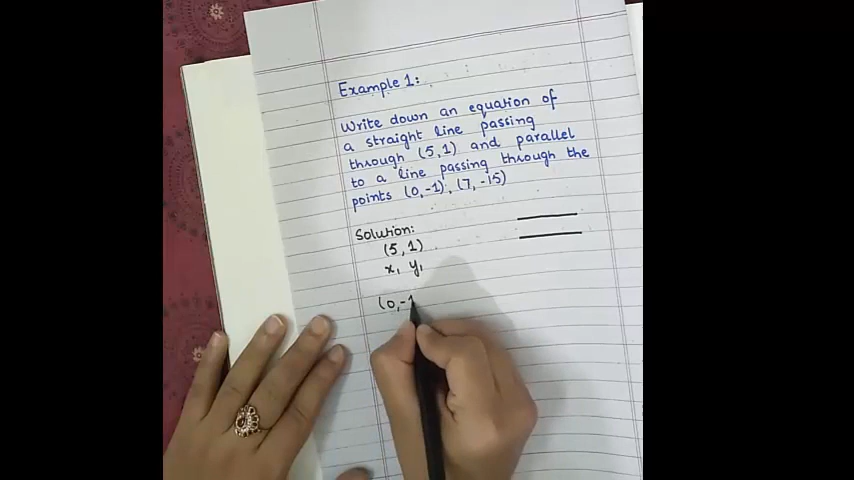 Example 1:
Write down an equation of
a straight line passing
through (5,1) and parallel
to a line passing through the
points (0,-1), (7,-15)
Solution:
(5,1)
x₁ y₁
(0,-1